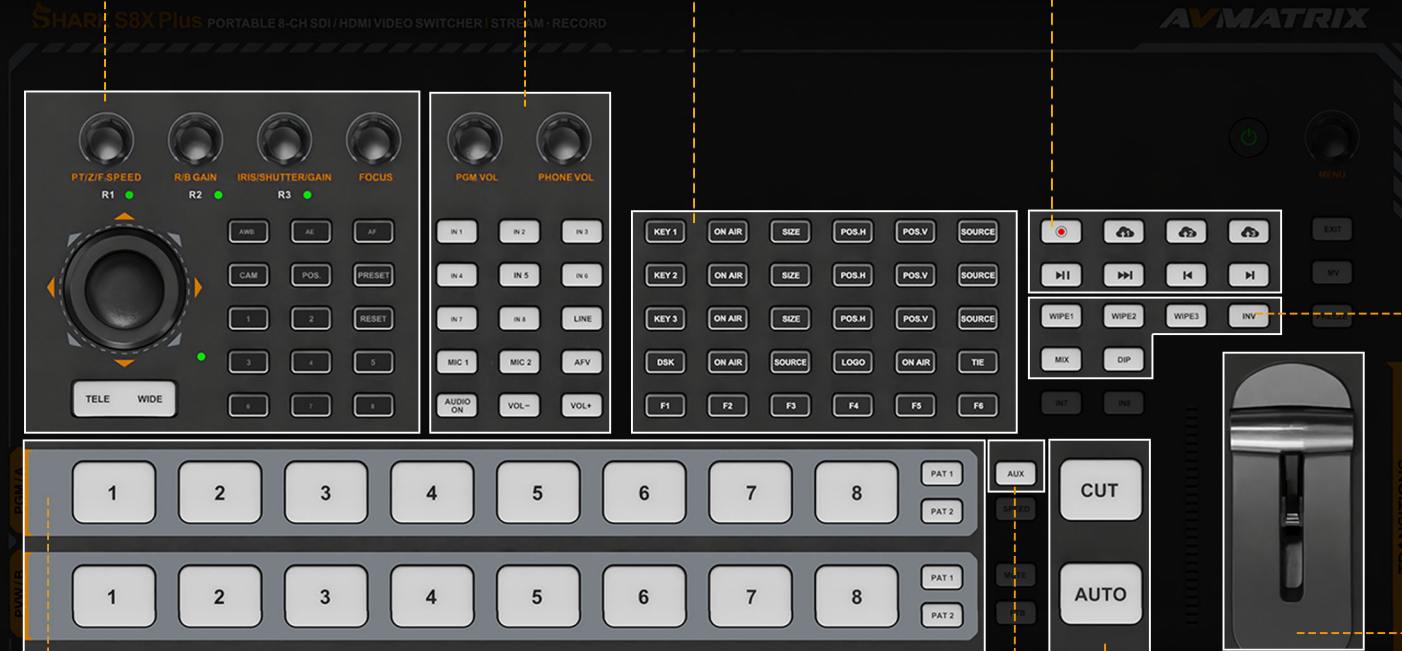 SHARK S8X Plus PORTABLE 8-CH SDI / HDMI VIDEO SWITCHER | STREAM · RECORD
AVMATRIX
PT/Z/F.SPEED R/B GAIN IRIS/SHUTTER/GAIN FOCUS
R1 R2 R3
AWB AE AF
CAM POS. PRESET
1 2 RESET
3 4 5
6 7 8
TELE WIDE
PGM VOL PHONE VOL
IN 1 IN 2 IN 3
IN 4 IN 5 IN 6
IN 7 IN 8 LINE
MIC 1 MIC 2 AFV
AUDIO ON VOL− VOL+
KEY 1 ON AIR SIZE POS.H POS.V SOURCE
KEY 2 ON AIR SIZE POS.H POS.V SOURCE
KEY 3 ON AIR SIZE POS.H POS.V SOURCE
DSK ON AIR SOURCE LOGO ON AIR TIE
F1 F2 F3 F4 F5 F6
MENU
1 2 3
EXIT
MV
WIPE1 WIPE2 WIPE3 INV
MIX DIP
IN7 IN8
PGM / A
1 2 3 4 5 6 7 8
PAT 1
PAT 2
PVW/B
1 2 3 4 5 6 7 8
PAT 1
PAT 2
AUX
SPEED
CUT
AUTO